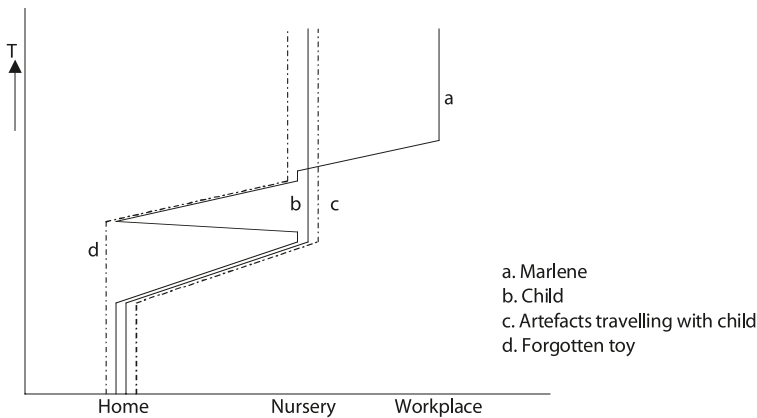 T
a
b
c
d
a. Marlene
b. Child
c. Artefacts travelling with child
d. Forgotten toy
Home
Nursery
Workplace